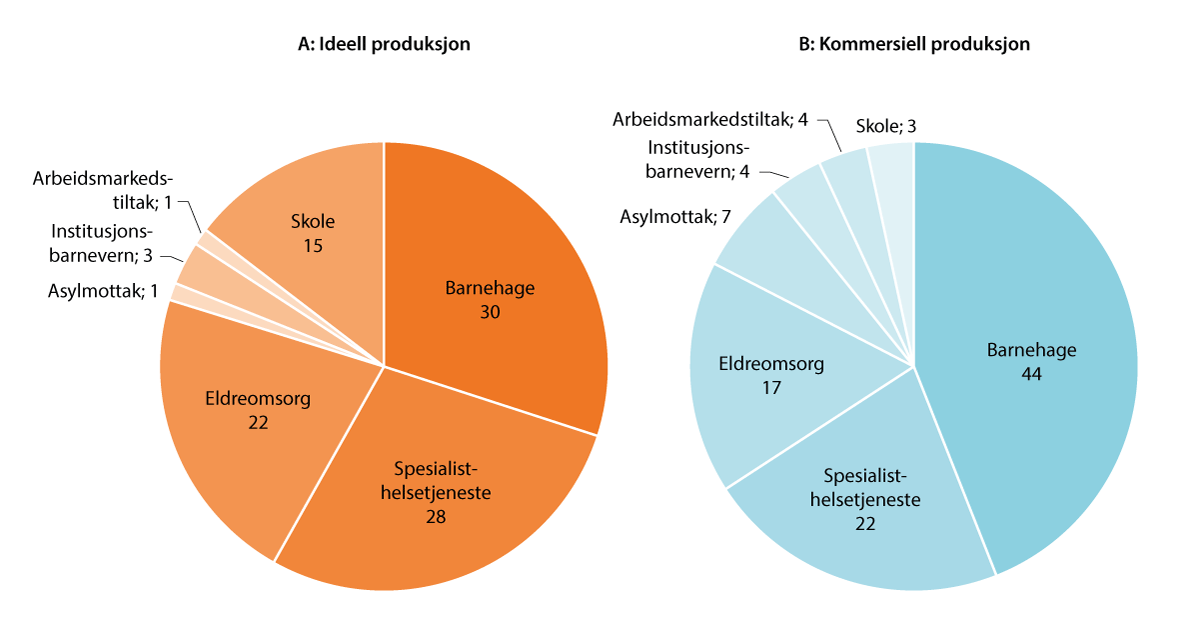 A: Ideell produksjon
Arbeidsmarkeds-
tiltak; 1
Institusjons-
barnevern; 3
Asylmottak; 1
Skole
15
Barnehage
30
Eldreomsorg
22
Spesialist-
helsetjeneste
28
B: Kommersiell produksjon
Arbeidsmarkedstiltak; 4
Skole; 3
Institusjons-
barnevern; 4
Asylmottak; 7
Barnehage
44
Eldreomsorg
17
Spesialist-
helsetjeneste
22